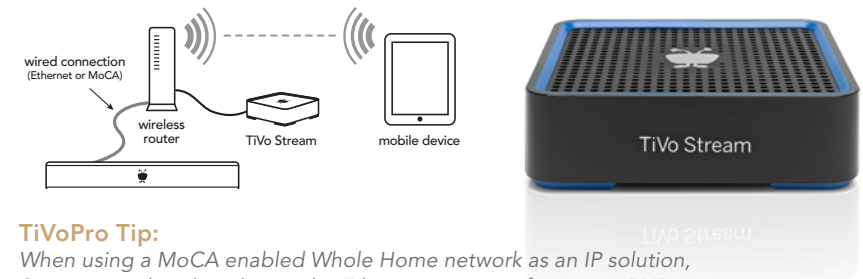 wired connection
(Ethernet or MoCA)
wireless
router
TiVo Stream
mobile device
TiVo Stream
TiVoPro Tip:
When using a MoCA enabled Whole Home network as an IP solution,